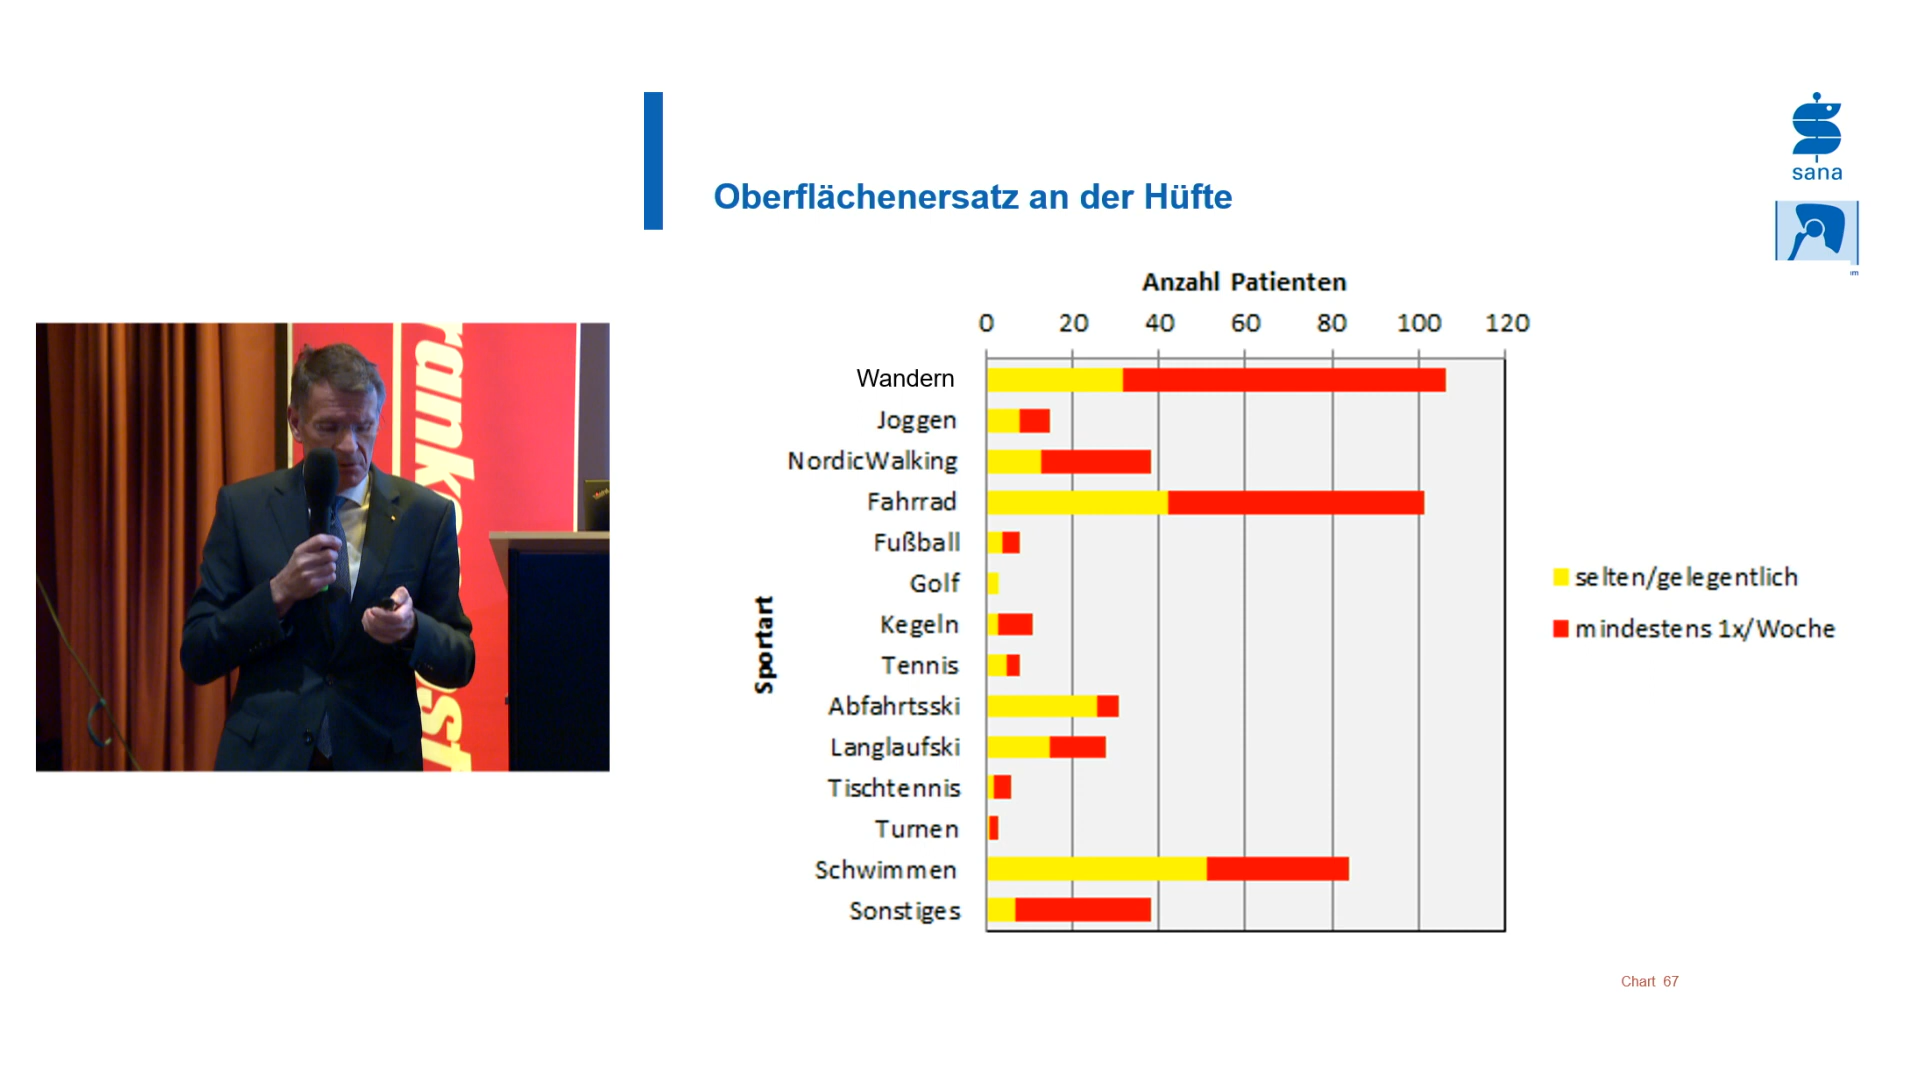 sana
Oberflächenersatz an der Hüfte
Anzahl Patienten
0 20 40 60 80 100 120
Wandern
Joggen
NordicWalking
Fahrrad
Fußball
Golf
Kegeln
Tennis
Abfahrtsski
Langlaufski
Tischtennis
Turnen
Schwimmen
Sonstiges
Sportart
selten/gelegentlich
mindestens 1x/Woche
Chart 67